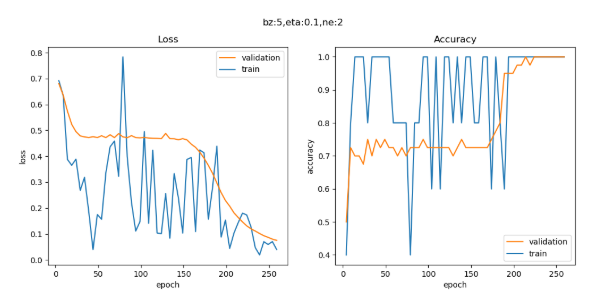 bz:5,eta:0.1,ne:2
Loss
validation
train
0.8
0.7
0.6
0.5
0.4
0.3
0.2
0.1
0.0
loss
0
50
100
150
200
250
epoch
Accuracy
1.0
0.9
0.8
0.7
0.6
0.5
0.4
accuracy
validation
train
0
50
100
150
200
250
epoch